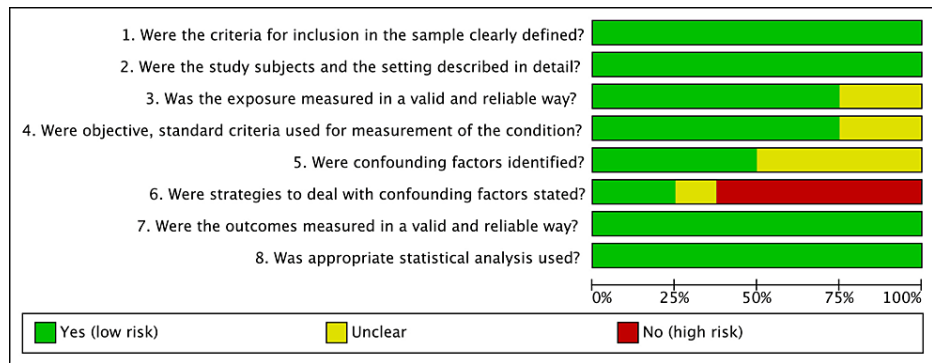 1. Were the criteria for inclusion in the sample clearly defined?
2. Were the study subjects and the setting described in detail?
3. Was the exposure measured in a valid and reliable way?
4. Were objective, standard criteria used for measurement of the condition?
5. Were confounding factors identified?
6. Were strategies to deal with confounding factors stated?
7. Were the outcomes measured in a valid and reliable way?
8. Was appropriate statistical analysis used?
0% 25% 50% 75% 100%
Yes (low risk) Unclear No (high risk)